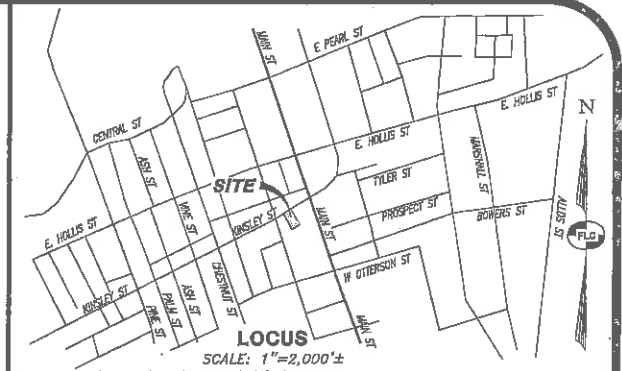 MAIN ST
E PEARL ST
CENTRAL ST
E. HOLLIS ST
N
ASH ST
E. HOLLIS ST
MARSHALL ST
SITE
TYLER ST
VINE ST
KINSLEY ST
MAIN ST
PROSPECT ST
BOWERS ST
ALLDS ST
FLG
E. HOLLIS ST
CHESTNUT ST
W OTTERSON ST
KINSLEY ST
PINE ST
PALM ST
ASH ST
MAIN ST
LOCUS
SCALE: 1"=2,000'±